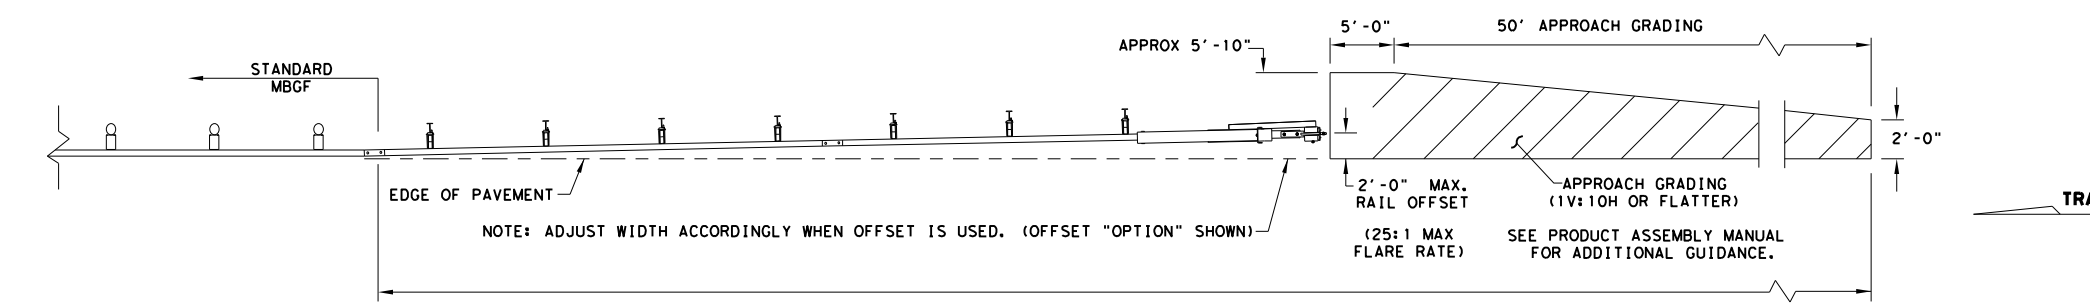 5'-0"
50' APPROACH GRADING
APPROX 5'-10"
STANDARD
MBGF
2'-0"
EDGE OF PAVEMENT
2'-0" MAX.
RAIL OFFSET
APPROACH GRADING
(1V:10H OR FLATTER)
NOTE: ADJUST WIDTH ACCORDINGLY WHEN OFFSET IS USED. (OFFSET "OPTION" SHOWN)
(25:1 MAX
FLARE RATE)
SEE PRODUCT ASSEMBLY MANUAL
FOR ADDITIONAL GUIDANCE.